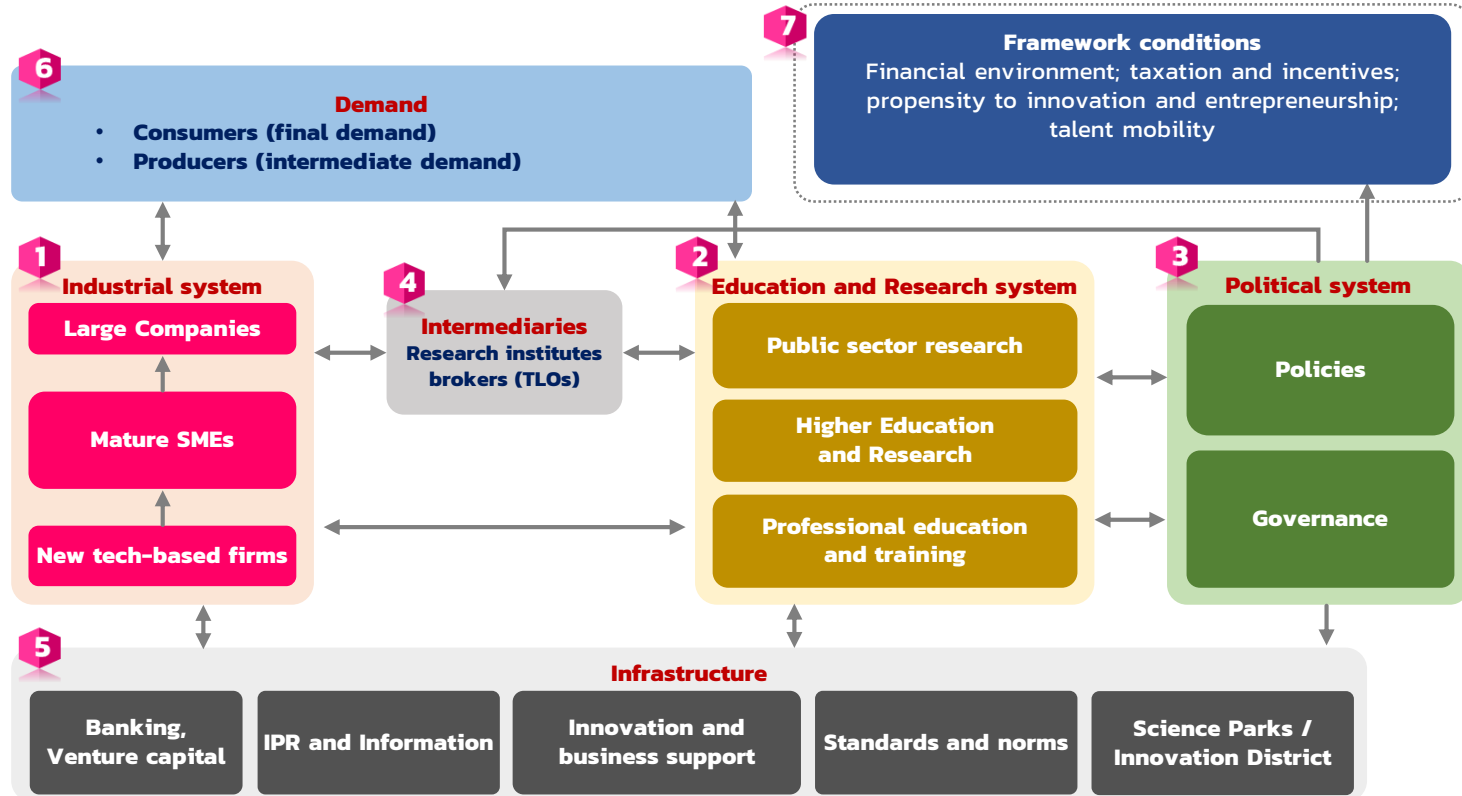 7
Framework conditions
Financial environment; taxation and incentives;
propensity to innovation and entrepreneurship;
talent mobility
6
Demand
• Consumers (final demand)
• Producers (intermediate demand)
1
Industrial system
Large Companies
Mature SMEs
New tech-based firms
4
Intermediaries
Research institutes
brokers (TLOs)
2
Education and Research system
Public sector research
Higher Education
and Research
Professional education
and training
3
Political system
Policies
Governance
5
Infrastructure
Banking,
Venture capital
IPR and Information
Innovation and
business support
Standards and norms
Science Parks /
Innovation District